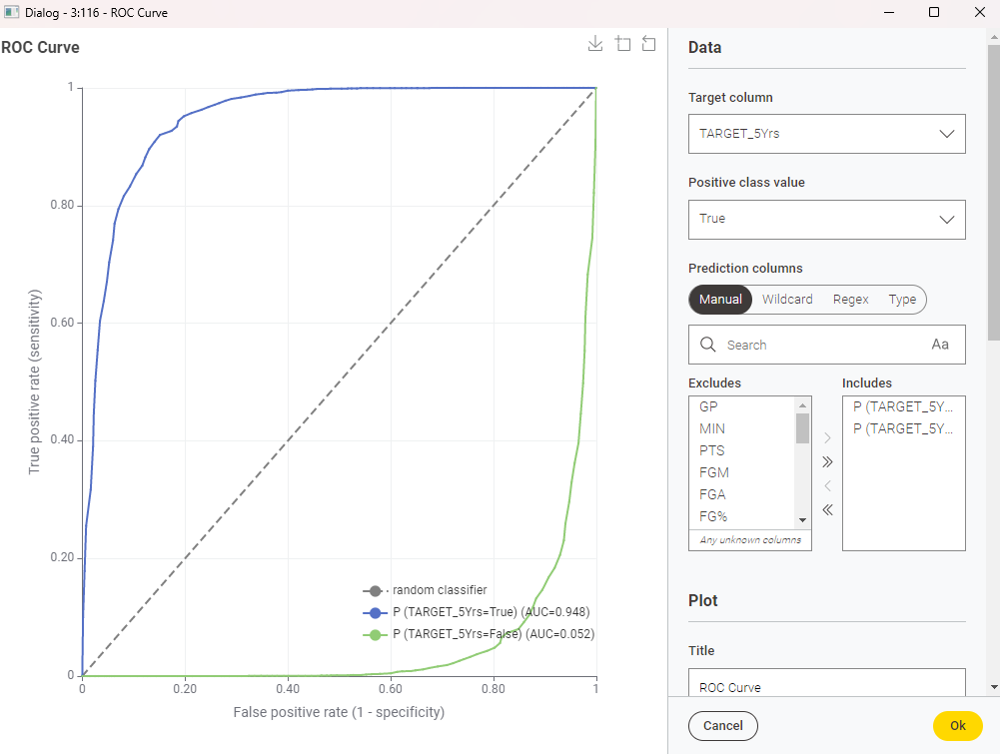 Dialog - 3:116 - ROC Curve
ROC Curve
1
0.80
0.60
0.40
0.20
0
0
0.20
0.40
0.60
0.80
1
True positive rate (sensitivity)
False positive rate (1 - specificity)
random classifier
P (TARGET_5Yrs=True) (AUC=0.948)
P (TARGET_5Yrs=False) (AUC=0.052)
Data
Target column
TARGET_5Yrs
Positive class value
True
Prediction columns
Manual Wildcard Regex Type
Search Aa
Excludes
GP
MIN
PTS
FGM
FGA
FG%
Any unknown columns
Includes
P (TARGET_5Y...
P (TARGET_5Y...
Plot
Title
ROC Curve
Cancel
Ok